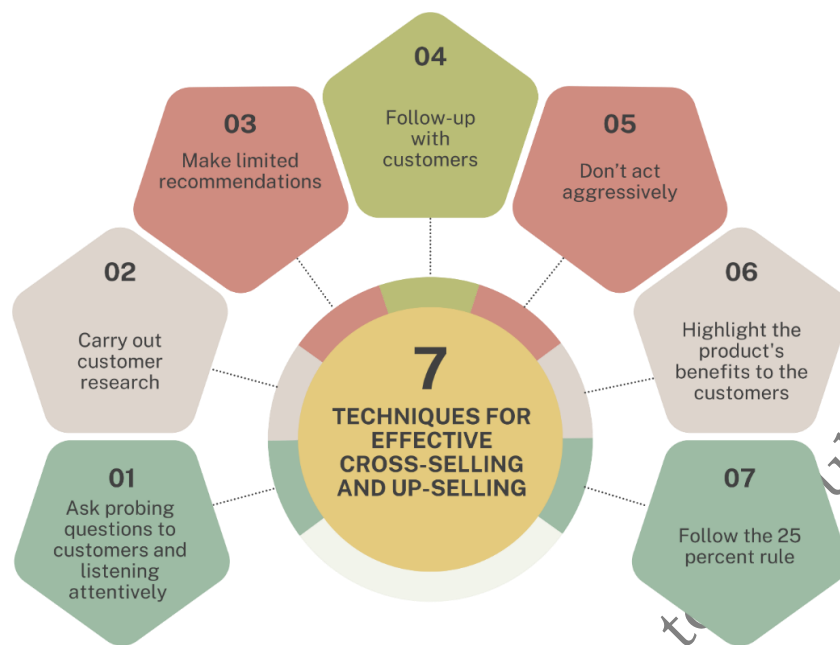 04
Follow-up
with
customers
03
Make limited
recommendations
05
Don't act
aggressively
02
Carry out
customer
research
06
Highlight the
product's
benefits to the
customers
7
TECHNIQUES FOR
EFFECTIVE
CROSS-SELLING
AND UP-SELLING
01
Ask probing
questions to
customers and
listening
attentively
07
Follow the 25
percent rule